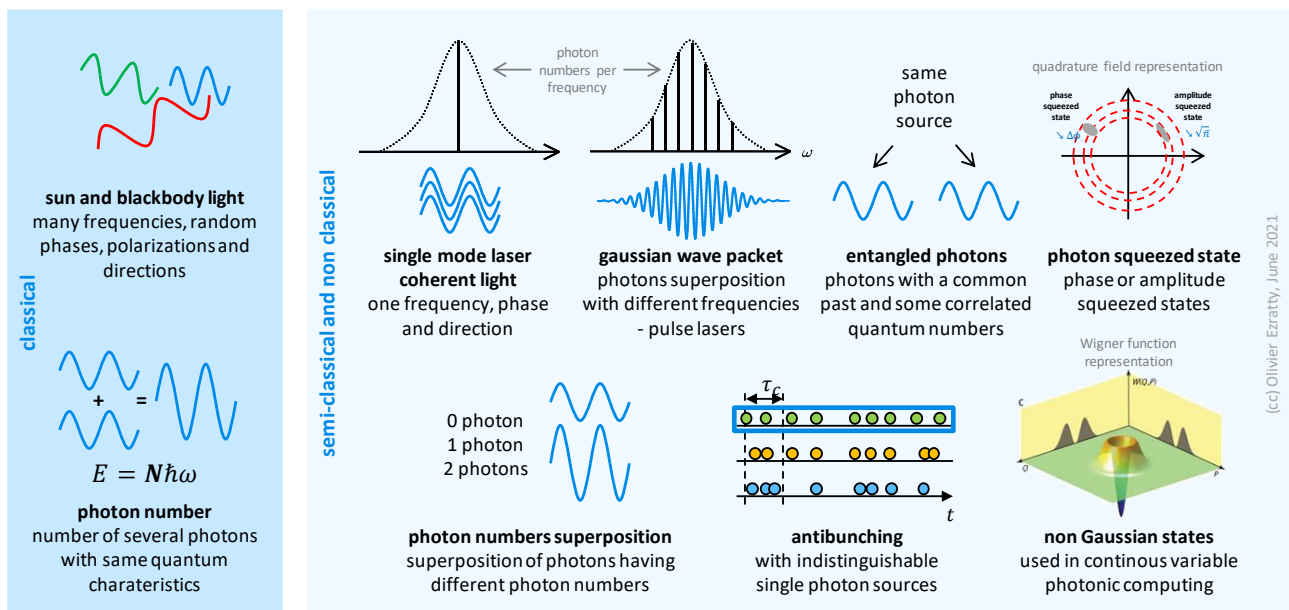 classical
sun and blackbody light
many frequencies, random
phases, polarizations and
directions
+
=
E = Nħω
photon number
number of several photons
with same quantum
charateristics
semi-classical and non classical
photon
numbers per
frequency
ω
single mode laser
coherent light
one frequency, phase
and direction
gaussian wave packet
photons superposition
with different frequencies
- pulse lasers
same
photon
source
entangled photons
photons with a common
past and some correlated
quantum numbers
quadrature field representation
phase
squeezed
state
↘ Δφ
amplitude
squeezed
state
↘ √n̄
photon squeezed state
phase or amplitude
squeezed states
0 photon
1 photon
2 photons
photon numbers superposition
superposition of photons having
different photon numbers
τc
t
antibunching
with indistinguishable
single photon sources
Wigner function
representation
C
W(Q,P)
Q
P
non Gaussian states
used in continous variable
photonic computing
(cc) Olivier Ezratty, June 2021